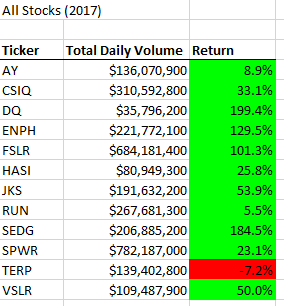 All Stocks (2017)
Ticker Total Daily Volume Return
AY $136,070,900 8.9%
CSIQ $310,592,800 33.1%
DQ $35,796,200 199.4%
ENPH $221,772,100 129.5%
FSLR $684,181,400 101.3%
HASI $80,949,300 25.8%
JKS $191,632,200 53.9%
RUN $267,681,300 5.5%
SEDG $206,885,200 184.5%
SPWR $782,187,000 23.1%
TERP $139,402,800 -7.2%
VSLR $109,487,900 50.0%